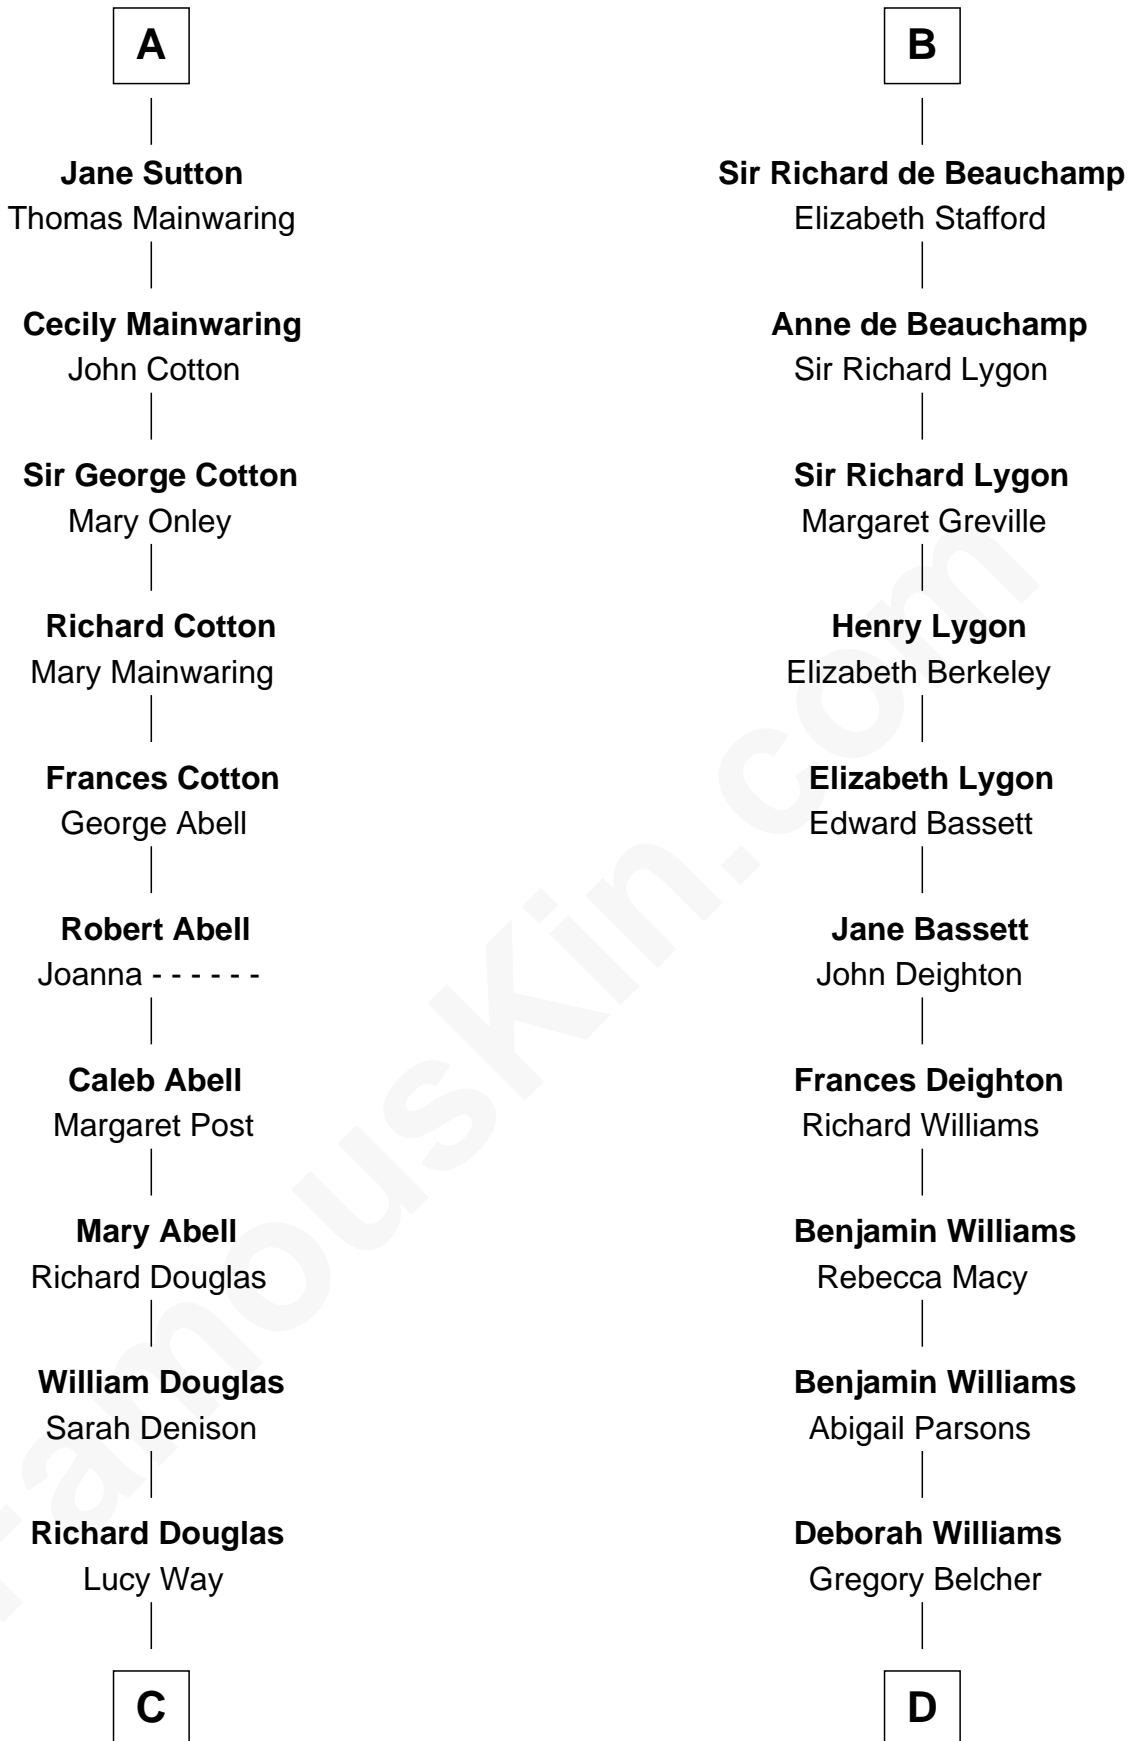 A
Jane Sutton
Thomas Mainwaring
Cecily Mainwaring
John Cotton
Sir George Cotton
Mary Onley
Richard Cotton
Mary Mainwaring
Frances Cotton
George Abell
Robert Abell
Joanna - - - - - -
Caleb Abell
Margaret Post
Mary Abell
Richard Douglas
William Douglas
Sarah Denison
Richard Douglas
Lucy Way
C
B
Sir Richard de Beauchamp
Elizabeth Stafford
Anne de Beauchamp
Sir Richard Lygon
Sir Richard Lygon
Margaret Greville
Henry Lygon
Elizabeth Berkeley
Elizabeth Lygon
Edward Bassett
Jane Bassett
John Deighton
Frances Deighton
Richard Williams
Benjamin Williams
Rebecca Macy
Benjamin Williams
Abigail Parsons
Deborah Williams
Gregory Belcher
D
FamousKin.com